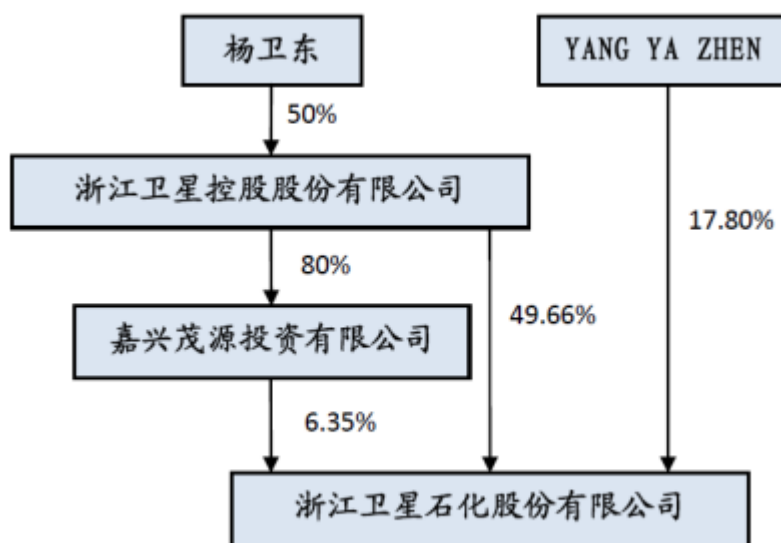 杨卫东
YANG YA ZHEN
50%
浙江卫星控股股份有限公司
17.80%
80%
49.66%
嘉兴茂源投资有限公司
6.35%
浙江卫星石化股份有限公司